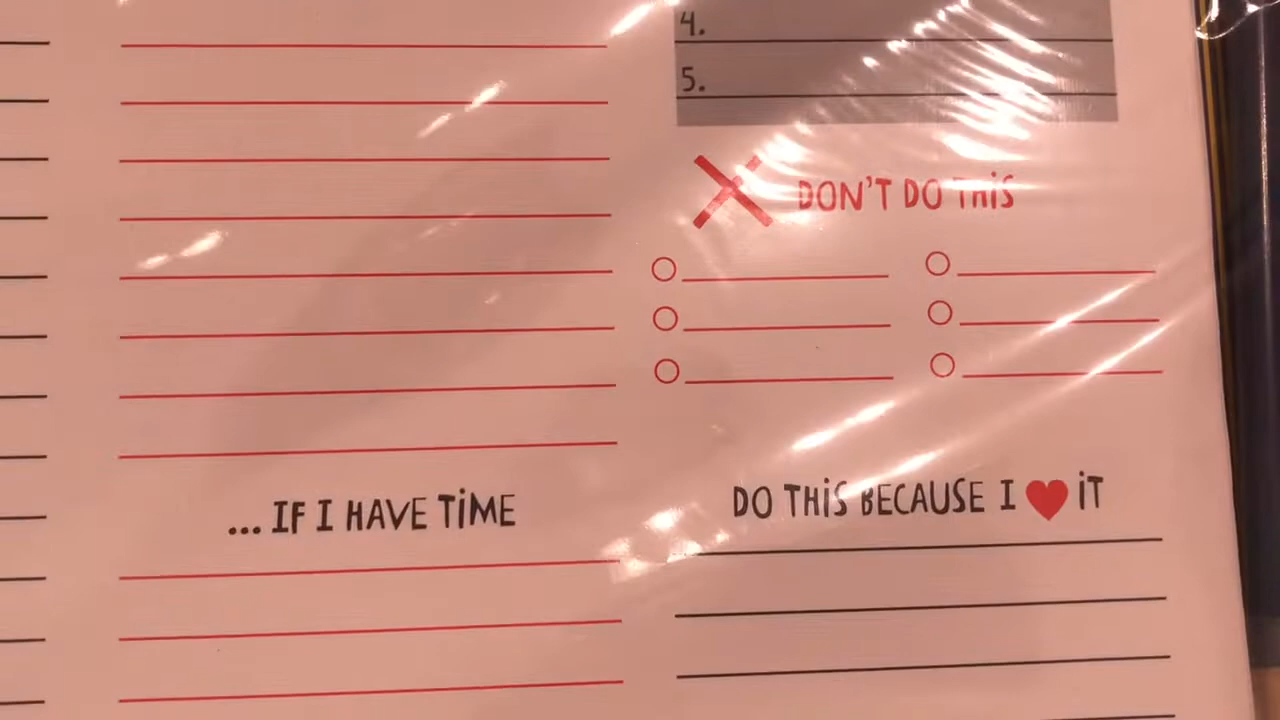 4.
5.
DON'T DO THIS
... IF I HAVE TIME
DO THIS BECAUSE I ♥ IT